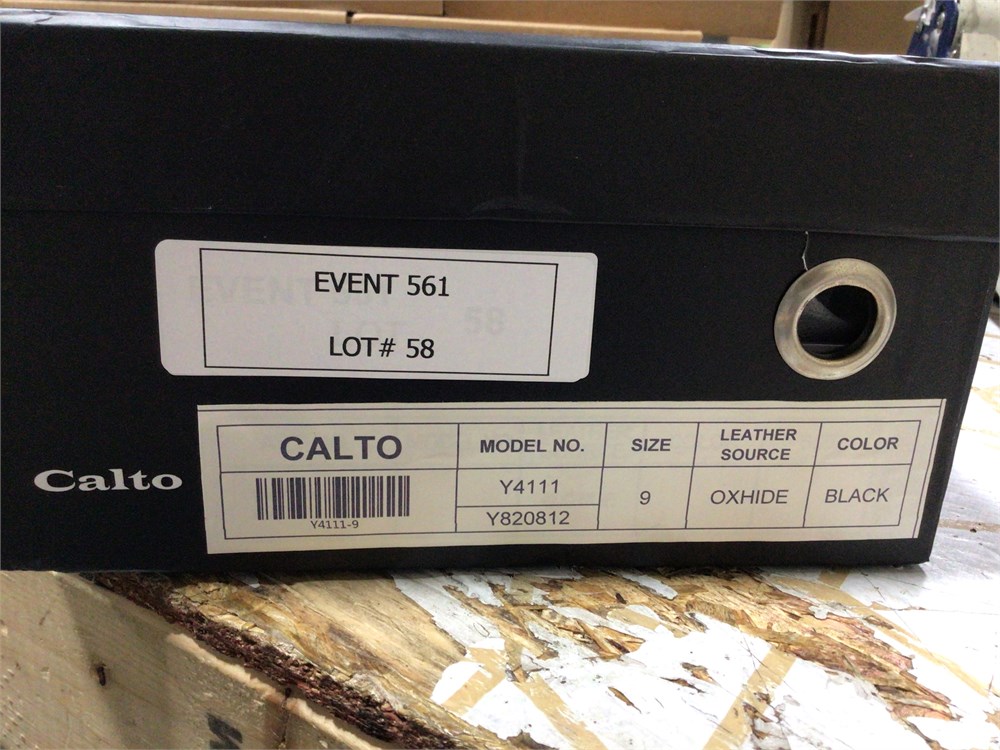 EVENT 561
LOT# 58
Calto
CALTO
Y4111-9
MODEL NO.
Y4111
Y820812
SIZE
9
LEATHER
SOURCE
OXHIDE
COLOR
BLACK